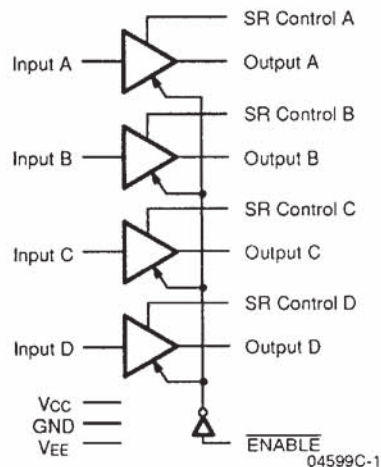 SR Control A
Input A
Output A
SR Control B
Input B
Output B
SR Control C
Input C
Output C
SR Control D
Input D
Output D
VCC
GND
VEE
ENABLE
04599C-1